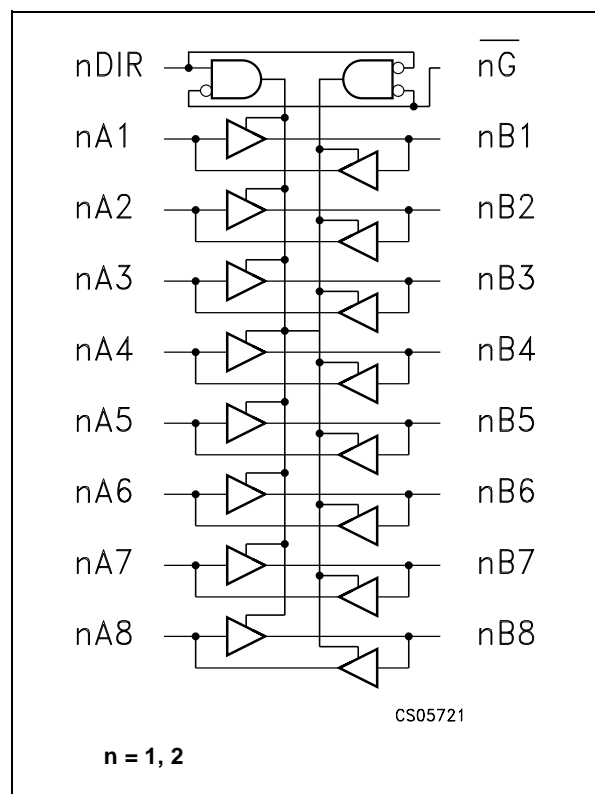 nDIR nG̅
nA1 nB1
nA2 nB2
nA3 nB3
nA4 nB4
nA5 nB5
nA6 nB6
nA7 nB7
nA8 nB8
CS05721
n = 1, 2